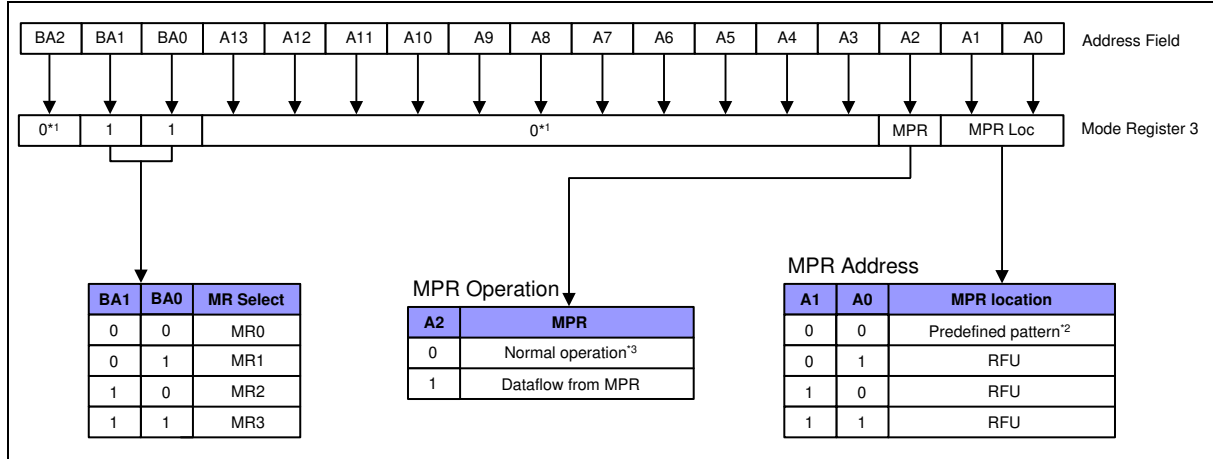 BA2 BA1 BA0 A13 A12 A11 A10 A9 A8 A7 A6 A5 A4 A3 A2 A1 A0 Address Field
0*1 1 1 0*1 MPR MPR Loc Mode Register 3
BA1 BA0 MR Select
0 0 MR0
0 1 MR1
1 0 MR2
1 1 MR3
MPR Operation
A2 MPR
0 Normal operation*3
1 Dataflow from MPR
MPR Address
A1 A0 MPR location
0 0 Predefined pattern*2
0 1 RFU
1 0 RFU
1 1 RFU